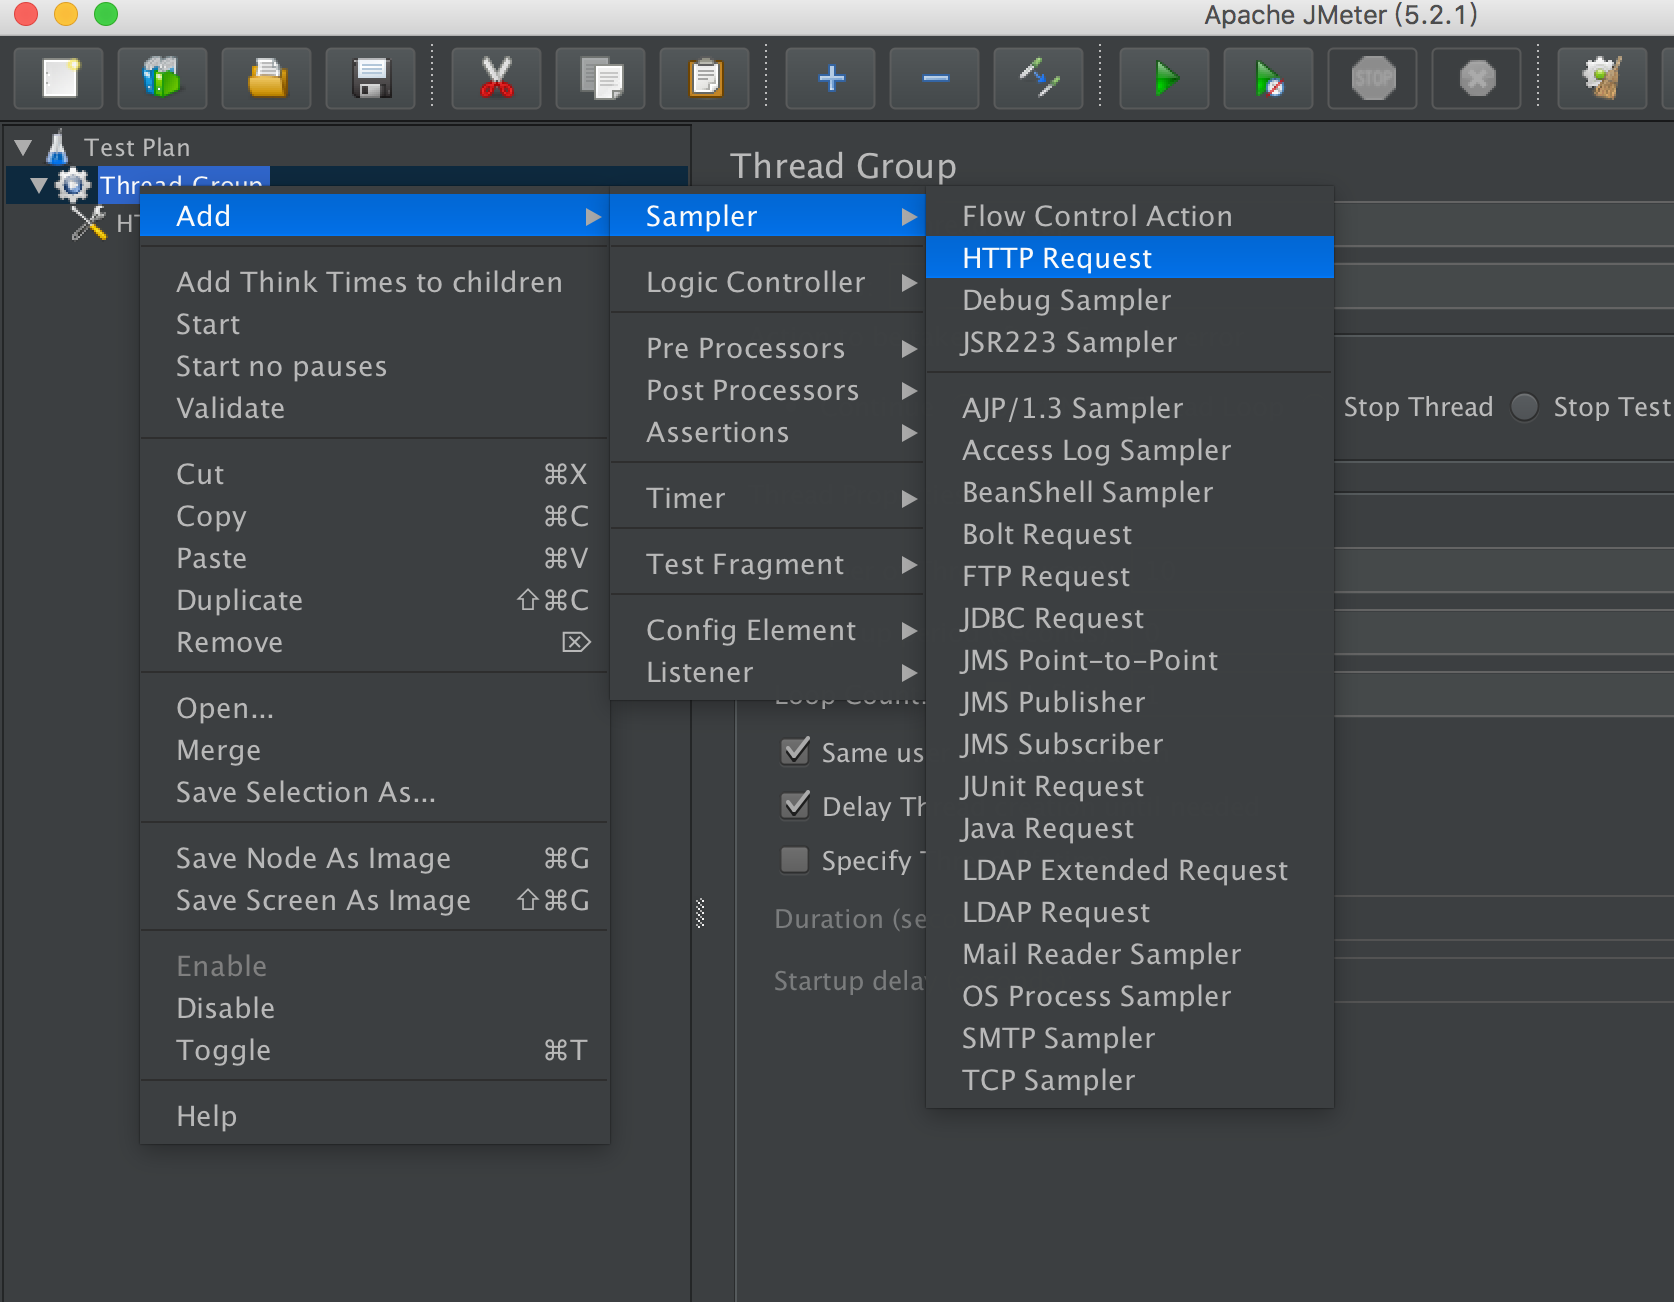 Apache JMeter (5.2.1)
STOP
Test Plan
Thread Group
Thread Group
Add
Add Think Times to children
Start
Start no pauses
Validate
Cut ⌘X
Copy ⌘C
Paste ⌘V
Duplicate ⇧⌘C
Remove ⌦
Open...
Merge
Save Selection As...
Save Node As Image ⌘G
Save Screen As Image ⇧⌘G
Enable
Disable
Toggle ⌘T
Help
Sampler
Logic Controller
Pre Processors
Post Processors
Assertions
Timer
Test Fragment
Config Element
Listener
Flow Control Action
HTTP Request
Debug Sampler
JSR223 Sampler
AJP/1.3 Sampler
Access Log Sampler
BeanShell Sampler
Bolt Request
FTP Request
JDBC Request
JMS Point-to-Point
JMS Publisher
JMS Subscriber
JUnit Request
Java Request
LDAP Extended Request
LDAP Request
Mail Reader Sampler
OS Process Sampler
SMTP Sampler
TCP Sampler
Stop Thread
Stop Test
Loop Count:
Same us
Delay Th
Specify
Duration (se
Startup dela